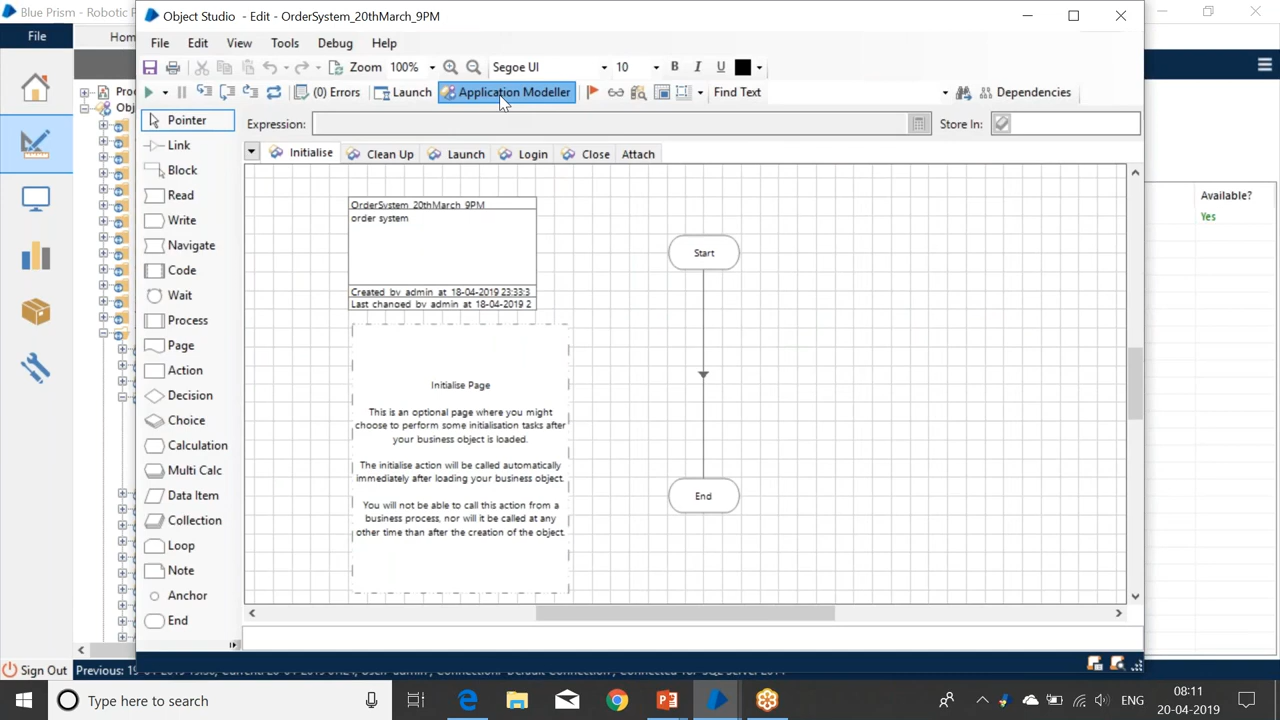 Blue Prism - Robotic P
File
Hom
Object Studio - Edit - OrderSystem_20thMarch_9PM
File Edit View Tools Debug Help
Zoom 100% Segoe UI 10 B I U
(0) Errors Launch Application Modeller Find Text Dependencies
Expression: Store In:
Pointer
Link
Block
Read
Write
Navigate
Code
Wait
Process
Page
Action
Decision
Choice
Calculation
Multi Calc
Data Item
Collection
Loop
Note
Anchor
End
Initialise Clean Up Launch Login Close Attach
OrderSystem_20thMarch_9PM
order system
Created by admin at 18-04-2019 23:33:3
Last changed by admin at 18-04-2019 2
Initialise Page
This is an optional page where you might
choose to perform some initialisation tasks after
your business object is loaded.
The initialise action will be called automatically
immediately after loading your business object.
You will not be able to call this action from a
business process, nor will it be called at any
other time than after the creation of the object.
Start
End
Proc
Obj
Available?
Yes
Sign Out
Type here to search
ENG
08:11
20-04-2019